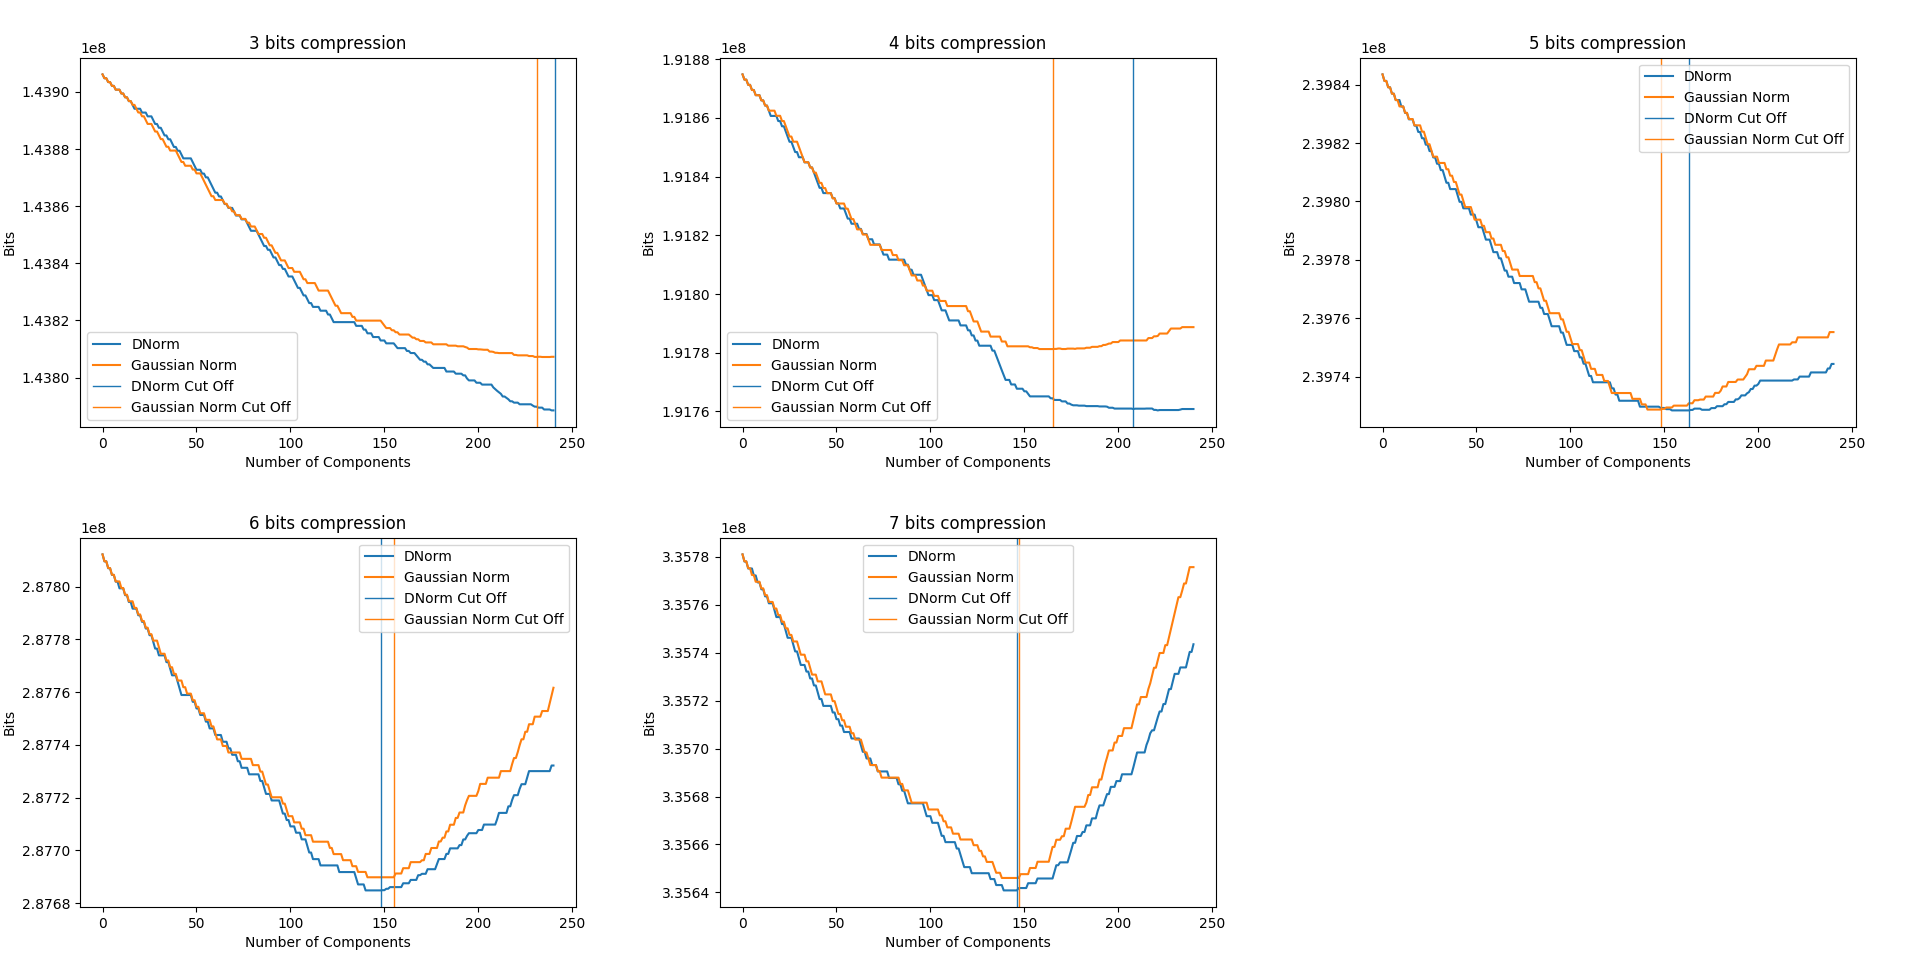 3 bits compression
1e8
1.4390
1.4388
1.4386
1.4384
1.4382
1.4380
Bits
DNorm
Gaussian Norm
DNorm Cut Off
Gaussian Norm Cut Off
0 50 100 150 200 250
Number of Components
4 bits compression
1e8
1.9188
1.9186
1.9184
1.9182
1.9180
1.9178
1.9176
Bits
DNorm
Gaussian Norm
DNorm Cut Off
Gaussian Norm Cut Off
0 50 100 150 200 250
Number of Components
5 bits compression
1e8
2.3984
2.3982
2.3980
2.3978
2.3976
2.3974
Bits
DNorm
Gaussian Norm
DNorm Cut Off
Gaussian Norm Cut Off
0 50 100 150 200 250
Number of Components
6 bits compression
1e8
2.8780
2.8778
2.8776
2.8774
2.8772
2.8770
2.8768
Bits
DNorm
Gaussian Norm
DNorm Cut Off
Gaussian Norm Cut Off
0 50 100 150 200 250
Number of Components
7 bits compression
1e8
3.3578
3.3576
3.3574
3.3572
3.3570
3.3568
3.3566
3.3564
Bits
DNorm
Gaussian Norm
DNorm Cut Off
Gaussian Norm Cut Off
0 50 100 150 200 250
Number of Components